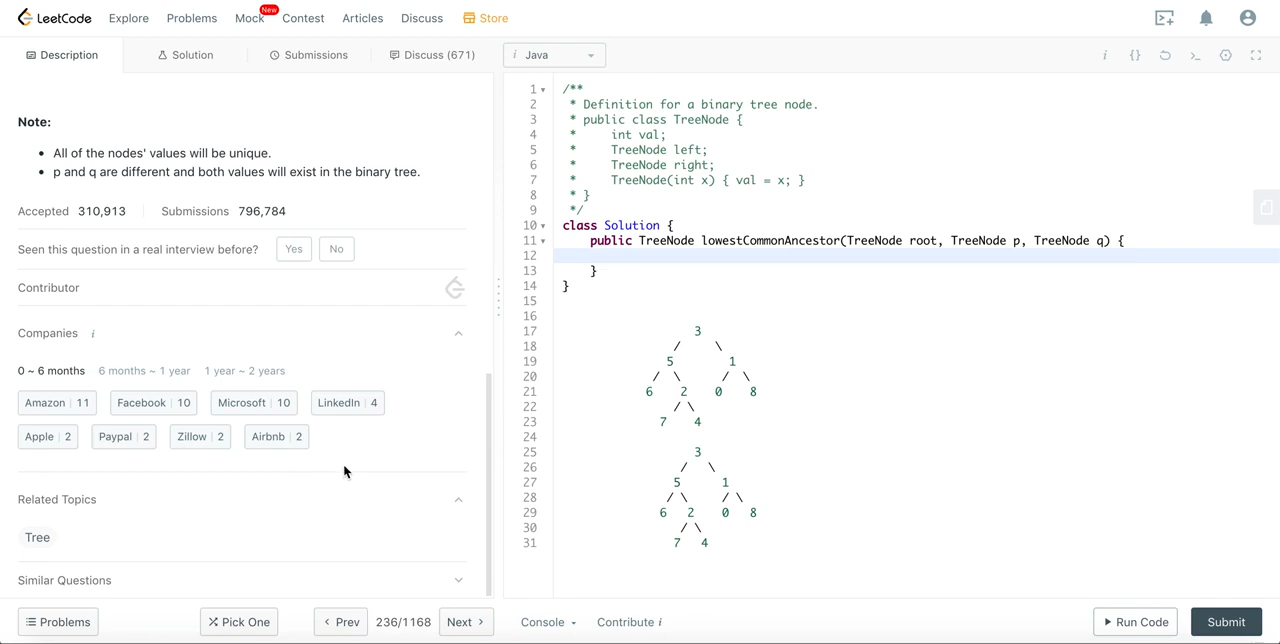 LeetCode Explore Problems Mock New Contest Articles Discuss Store
Description Solution Submissions Discuss (671)
i Java
i {} >_
Note:
• All of the nodes' values will be unique.
• p and q are different and both values will exist in the binary tree.
Accepted 310,913 Submissions 796,784
Seen this question in a real interview before? Yes No
Contributor
Companies i
0 ~ 6 months 6 months ~ 1 year 1 year ~ 2 years
Amazon | 11 Facebook | 10 Microsoft | 10 LinkedIn | 4
Apple | 2 Paypal | 2 Zillow | 2 Airbnb | 2
Related Topics
Tree
Similar Questions
1 /**
2 * Definition for a binary tree node.
3 * public class TreeNode {
4 *     int val;
5 *     TreeNode left;
6 *     TreeNode right;
7 *     TreeNode(int x) { val = x; }
8 * }
9 */
10 class Solution {
11     public TreeNode lowestCommonAncestor(TreeNode root, TreeNode p, TreeNode q) {
12
13     }
14 }
15
16
17 3
18 / \
19 5 1
20 / \ / \
21 6 2 0 8
22 / \
23 7 4
24
25 3
26 / \
27 5 1
28 / \ / \
29 6 2 0 8
30 / \
31 7 4
Problems Pick One < Prev 236/1168 Next > Console Contribute i Run Code Submit